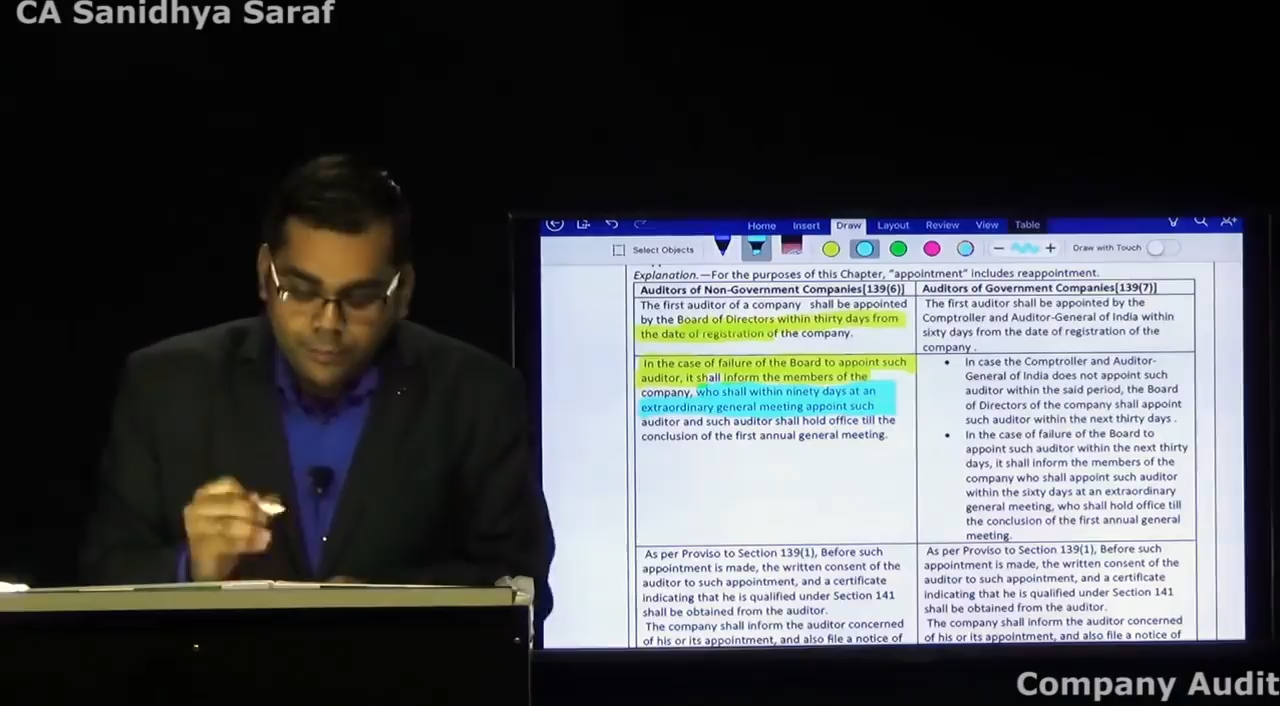 CA Sanidhya Saraf
Home Insert Draw Layout Review View Table
Select Objects
Draw with Touch
Explanation.—For the purposes of this Chapter, “appointment” includes reappointment.
Auditors of Non-Government Companies[139(6)]
The first auditor of a company shall be appointed
by the Board of Directors within thirty days from
the date of registration of the company.
In the case of failure of the Board to appoint such
auditor, it shall inform the members of the
company, who shall within ninety days at an
extraordinary general meeting appoint such
auditor and such auditor shall hold office till the
conclusion of the first annual general meeting.
As per Proviso to Section 139(1), Before such
appointment is made, the written consent of the
auditor to such appointment, and a certificate
indicating that he is qualified under Section 141
shall be obtained from the auditor.
The company shall inform the auditor concerned
of his or its appointment, and also file a notice of
Auditors of Government Companies[139(7)]
The first auditor shall be appointed by the
Comptroller and Auditor-General of India within
sixty days from the date of registration of the
company .
• In case the Comptroller and Auditor-
General of India does not appoint such
auditor within the said period, the Board
of Directors of the company shall appoint
such auditor within the next thirty days .
• In the case of failure of the Board to
appoint such auditor within the next thirty
days, it shall inform the members of the
company who shall appoint such auditor
within the sixty days at an extraordinary
general meeting, who shall hold office till
the conclusion of the first annual general
meeting.
As per Proviso to Section 139(1), Before such
appointment is made, the written consent of the
auditor to such appointment, and a certificate
indicating that he is qualified under Section 141
shall be obtained from the auditor.
The company shall inform the auditor concerned
of his or its appointment, and also file a notice of
Company Audit